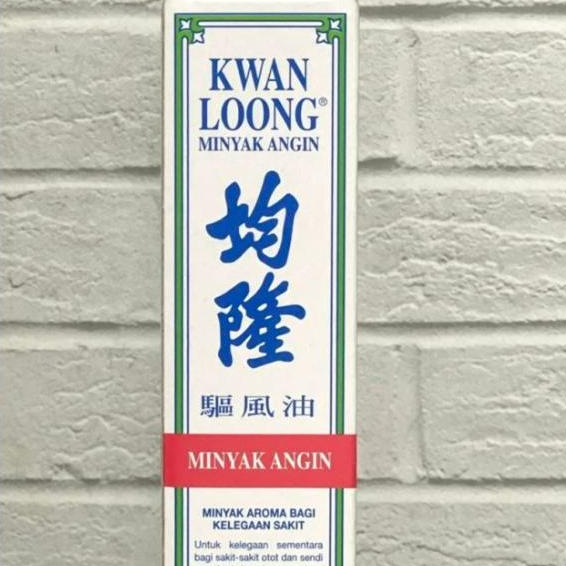 KWAN
LOONG®
MINYAK ANGIN
均
隆
驅風油
MINYAK ANGIN
MINYAK AROMA BAGI
KELEGAAN SAKIT
Untuk kelegaan sementara
bagi sakit-sakit otot dan sendi